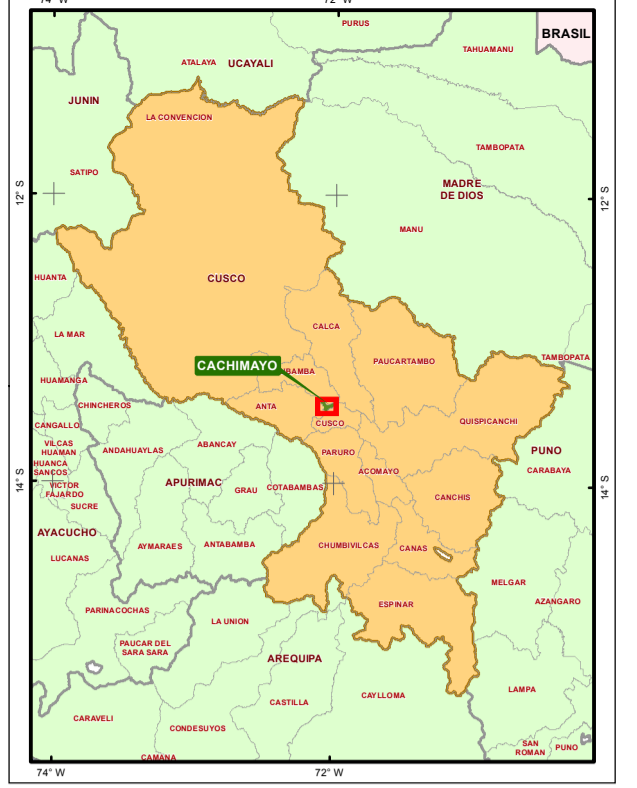 74° W
72° W
PURUS
BRASIL
TAHUAMANU
ATALAYA
UCAYALI
JUNIN
LA CONVENCION
TAMBOPATA
SATIPO
MADRE
DE DIOS
12° S
12° S
MANU
HUANTA
CUSCO
CALCA
LA MAR
TAMBOPATA
PAUCARTAMBO
CACHIMAYO
UBAMBA
HUAMANGA
CHINCHEROS
ANTA
CUSCO
QUISPICANCHI
CANGALLO
VILCAS
HUAMAN
ANDAHUAYLAS
ABANCAY
PARURO
PUNO
HUANCA
SANCOS
ACOMAYO
CARABAYA
14° S
14° S
APURIMAC
GRAU
COTABAMBAS
VICTOR
FAJARDO
CANCHIS
SUCRE
AYACUCHO
AYMARAES
ANTABAMBA
CHUMBIVILCAS
CANAS
LUCANAS
MELGAR
AZANGARO
PARINACOCHAS
LA UNION
ESPINAR
PAUCAR DEL
SARA SARA
AREQUIPA
CARAVELI
CONDESUYOS
CASTILLA
CAYLLOMA
LAMPA
CAMANA
SAN
ROMAN
PUNO
74° W
72° W